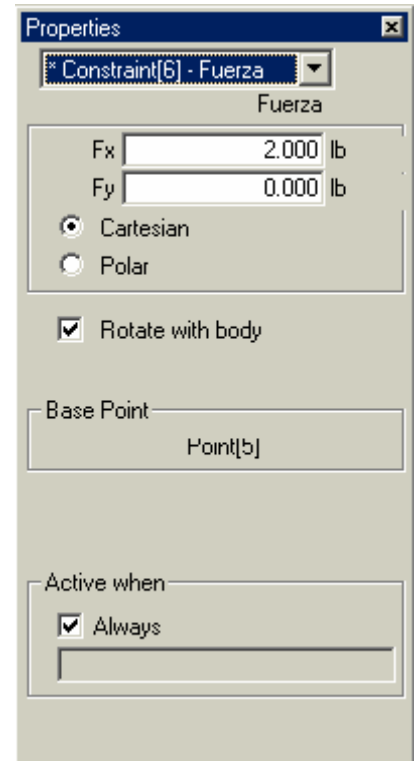 Properties
* Constraint[6] - Fuerza
Fuerza
Fx 2.000 lb
Fy 0.000 lb
Cartesian
Polar
Rotate with body
Base Point
Point[5]
Active when
Always